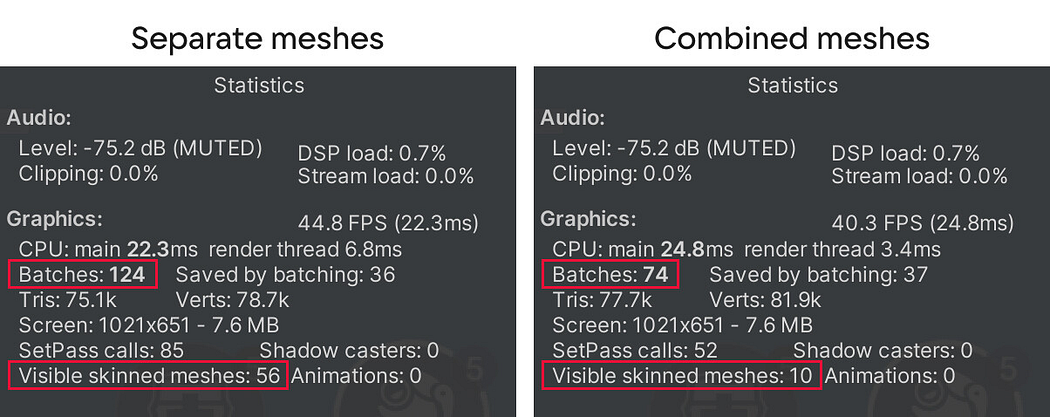 Separate meshes
Statistics
Audio:
Level: -75.2 dB (MUTED) DSP load: 0.7%
Clipping: 0.0% Stream load: 0.0%
Graphics: 44.8 FPS (22.3ms)
CPU: main 22.3ms render thread 6.8ms
Batches: 124 Saved by batching: 36
Tris: 75.1k Verts: 78.7k
Screen: 1021x651 - 7.6 MB
SetPass calls: 85 Shadow casters: 0
Visible skinned meshes: 56 Animations: 0
5
Combined meshes
Statistics
Audio:
Level: -75.2 dB (MUTED) DSP load: 0.7%
Clipping: 0.0% Stream load: 0.0%
Graphics: 40.3 FPS (24.8ms)
CPU: main 24.8ms render thread 3.4ms
Batches: 74 Saved by batching: 37
Tris: 77.7k Verts: 81.9k
Screen: 1021x651 - 7.6 MB
SetPass calls: 52 Shadow casters: 0
Visible skinned meshes: 10 Animations: 0
5